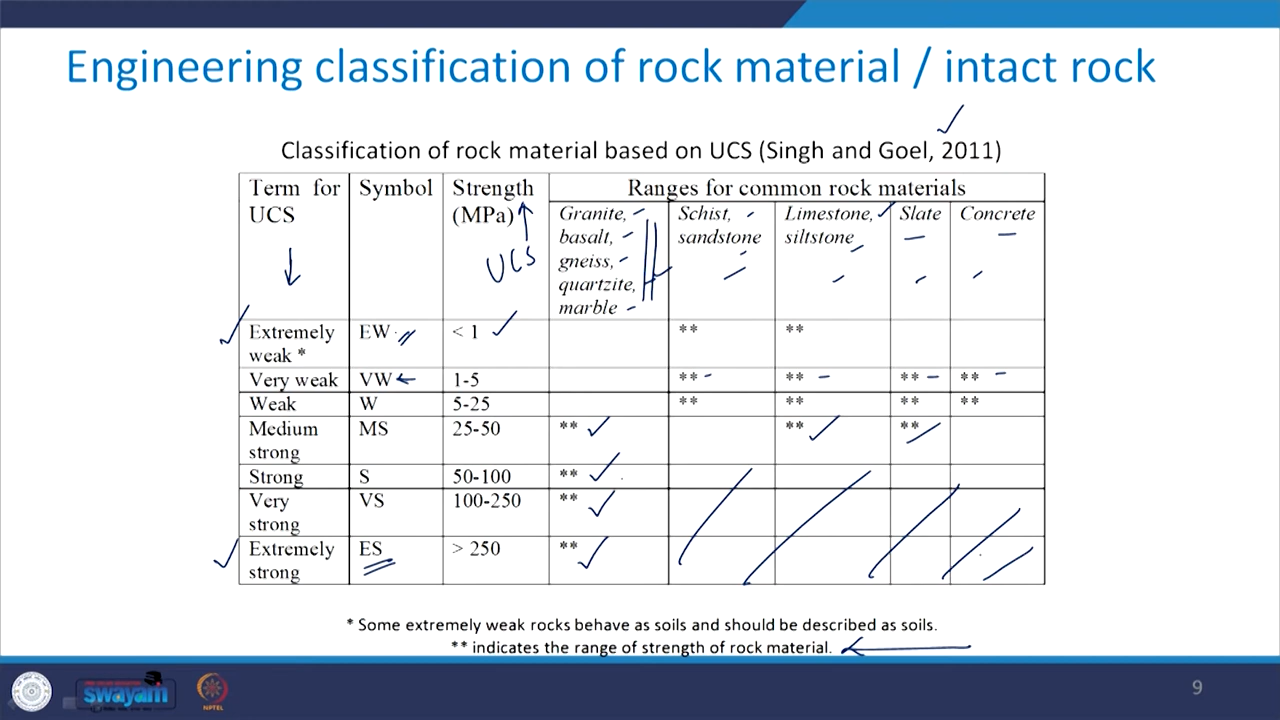 Engineering classification of rock material / intact rock
Classification of rock material based on UCS (Singh and Goel, 2011)
Term for UCS | Symbol | Strength (MPa) | Ranges for common rock materials
Granite, basalt, gneiss, quartzite, marble | Schist, sandstone | Limestone, siltstone | Slate | Concrete
UCS
Extremely weak * | EW | < 1 | | ** | ** | |
Very weak | VW | 1-5 | | ** | ** | ** | **
Weak | W | 5-25 | | ** | ** | ** | **
Medium strong | MS | 25-50 | ** | | ** | ** |
Strong | S | 50-100 | ** | | | |
Very strong | VS | 100-250 | ** | | | |
Extremely strong | ES | > 250 | ** | | | |
* Some extremely weak rocks behave as soils and should be described as soils.
** indicates the range of strength of rock material.
swayam
NPTEL
9